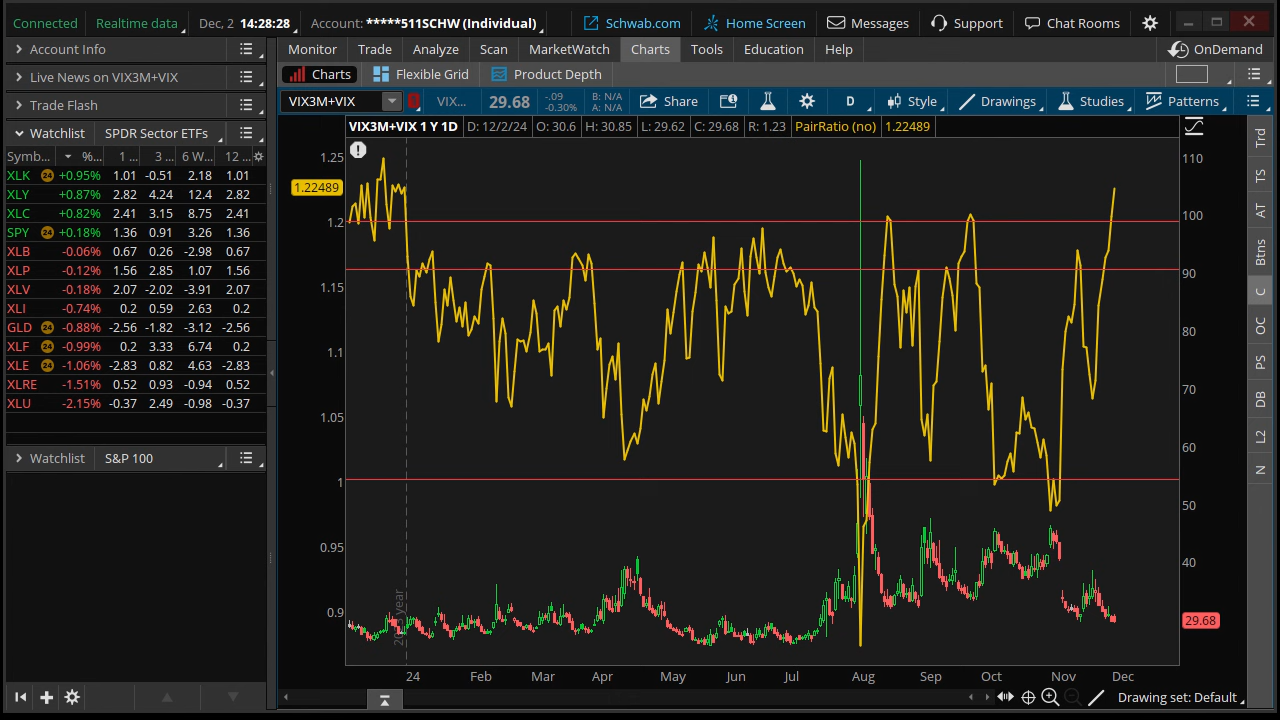 Connected Realtime data Dec, 2 14:28:28 Account: *****511SCHW (Individual) Schwab.com Home Screen Messages Support Chat Rooms
Account Info
Live News on VIX3M+VIX
Trade Flash
Watchlist SPDR Sector ETFs
Symb... %... 1 ... 3 ... 6 W... 12 ...
XLK 24 +0.95% 1.01 -0.51 2.18 1.01
XLY +0.87% 2.82 4.24 12.4 2.82
XLC +0.82% 2.41 3.15 8.75 2.41
SPY 24 +0.18% 1.36 0.91 3.26 1.36
XLB -0.06% 0.67 0.26 -2.98 0.67
XLP -0.12% 1.56 2.85 1.07 1.56
XLV -0.18% 2.07 -2.02 -3.91 2.07
XLI -0.74% 0.2 0.59 2.63 0.2
GLD 24 -0.88% -2.56 -1.82 -3.12 -2.56
XLF 24 -0.99% 0.2 3.33 6.74 0.2
XLE 24 -1.06% -2.83 0.82 4.63 -2.83
XLRE -1.51% 0.52 0.93 -0.94 0.52
XLU -2.15% -0.37 2.49 -0.98 -0.37
Watchlist S&P 100
Monitor Trade Analyze Scan MarketWatch Charts Tools Education Help OnDemand
Charts Flexible Grid Product Depth
VIX3M+VIX VIX... 29.68 -.09 -0.30% B: N/A A: N/A Share D Style Drawings Studies Patterns
VIX3M+VIX 1 Y 1D D: 12/2/24 O: 30.6 H: 30.85 L: 29.62 C: 29.68 R: 1.23 PairRatio (no) 1.22489
1.25
1.22489
1.2
1.15
1.1
1.05
1
0.95
0.9
110
100
90
80
70
60
50
40
29.68
24 Feb Mar Apr May Jun Jul Aug Sep Oct Nov Dec
Drawing set: Default
Trd
TS
AT
Btns
C
OC
PS
DB
L2
N